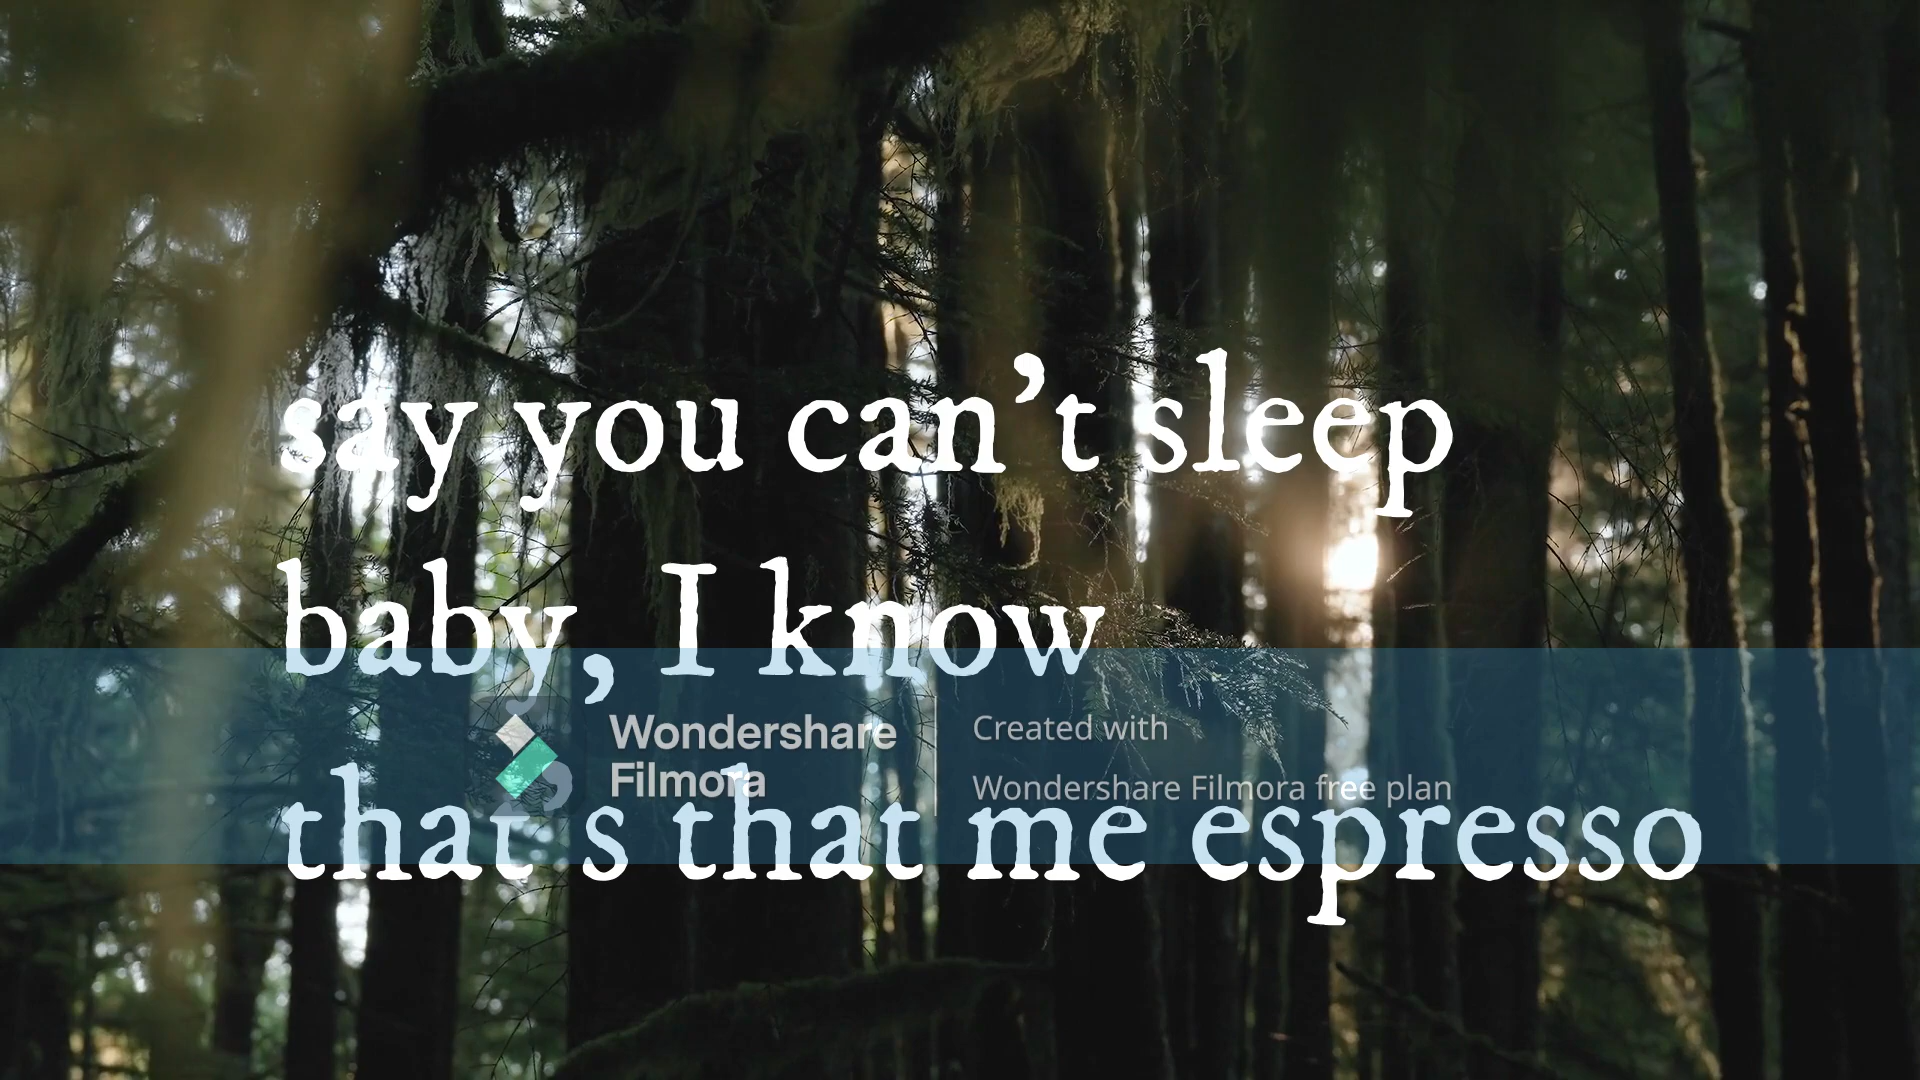 say you can’t sleep
baby, I know
Wondershare
Filmora
Created with
Wondershare Filmora free plan
that’s that me espresso